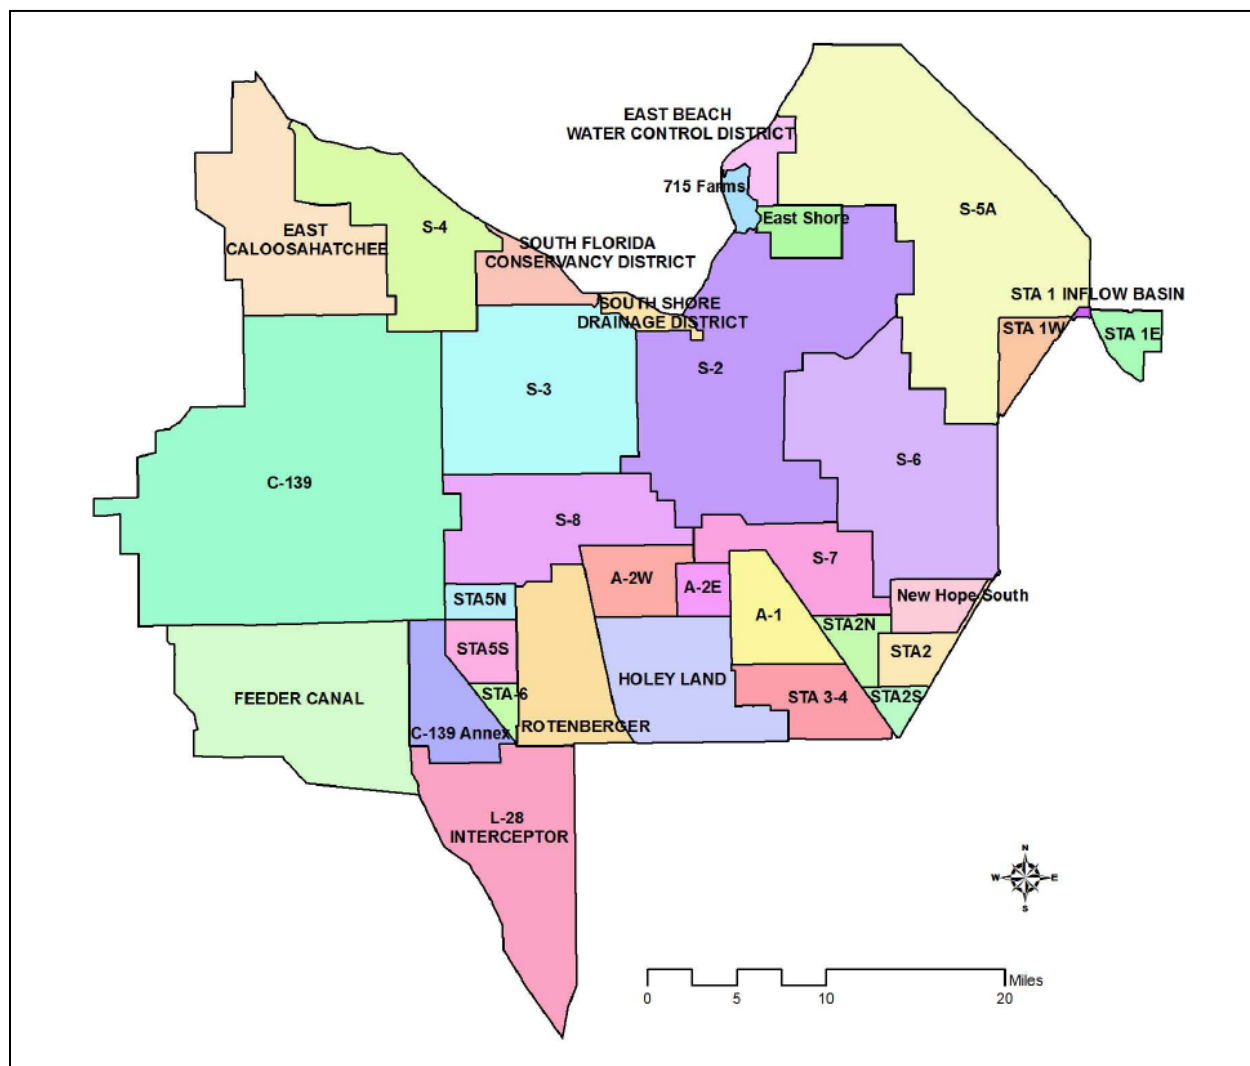 EAST BEACH
WATER CONTROL DISTRICT
715 Farms
S-5A
East Shore
S-4
EAST
CALOOSAHATCHEE
SOUTH FLORIDA
CONSERVANCY DISTRICT
STA 1 INFLOW BASIN
SOUTH SHORE
DRAINAGE DISTRICT
STA 1W
STA 1E
S-2
S-3
S-6
C-139
S-8
S-7
A-2W
A-2E
New Hope South
STA5N
A-1
STA2N
STA5S
STA2
HOLEY LAND
STA-6
STA 3-4
STA2S
FEEDER CANAL
ROTENBERGER
C-139 Annex
L-28
INTERCEPTOR
N
W
E
S
Miles
0
5
10
20